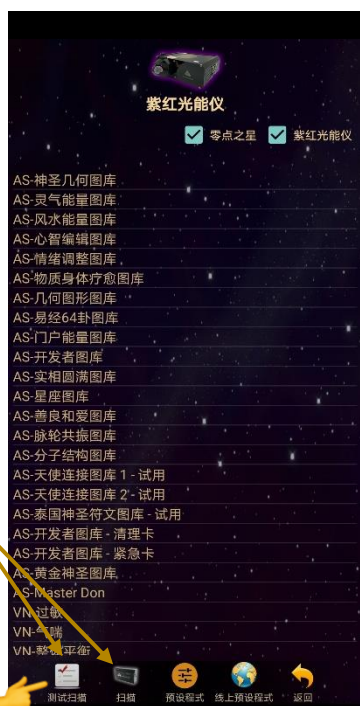 紫红光能仪
零点之星 紫红光能仪
AS-神圣几何图库
AS-灵气能量图库
AS-风水能量图库
AS-心智编辑图库
AS-情绪调整图库
AS-物质身体疗愈图库
AS-几何图形图库
AS-易经64卦图库
AS-门户能量图库
AS-开发者图库
AS-实相圆满图库
AS-星座图库
AS-善良和爱图库
AS-脉轮共振图库
AS-分子结构图库
AS-天使连接图库 1 - 试用
AS-天使连接图库 2 - 试用
AS-泰国神圣符文图库 - 试用
AS-开发者图库 - 清理卡
AS-开发者图库 - 紧急卡
AS-黄金神圣图库
AS-Master Don
VN-过敏
VN-气喘
VN-整体平衡
测试扫描 扫描 预设程式 线上预设程式 返回